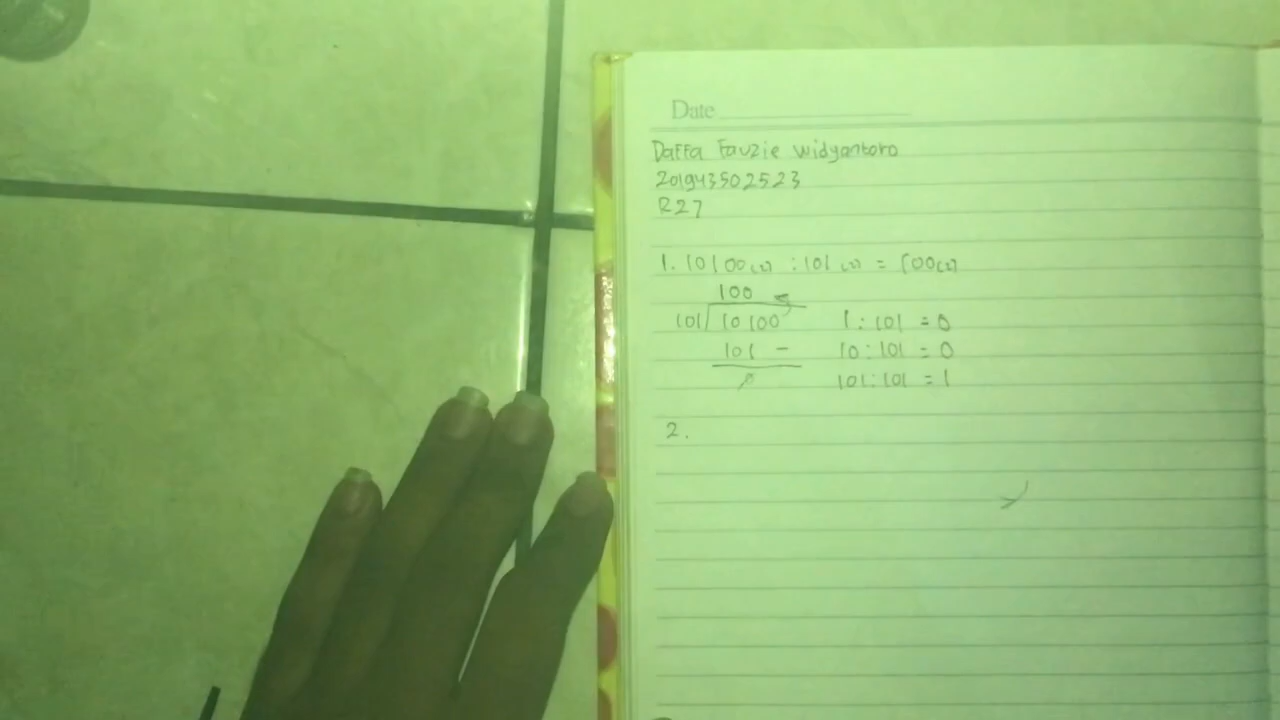 Date
Daffa Fauzie Widyantoro
201943502523
R27
1. 10100(2) : 101(2) = 100(2)
100
101 10100 1 : 101 = 0
101 - 10 : 101 = 0
0 101 : 101 = 1
2.